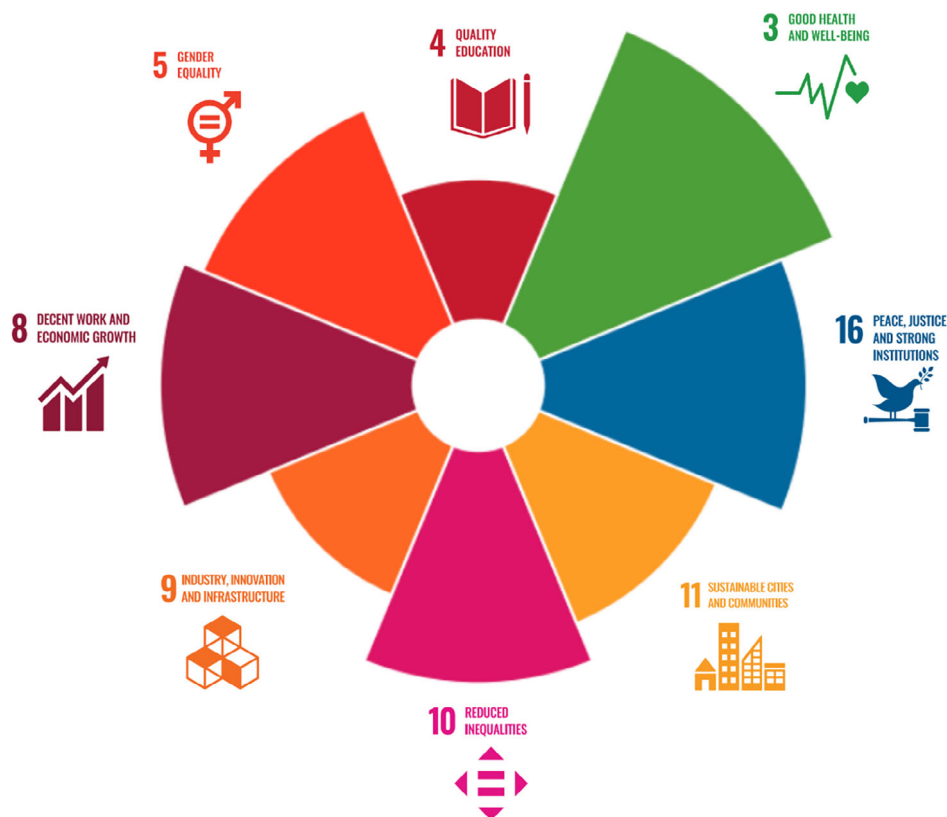 3 GOOD HEALTH
AND WELL-BEING
4 QUALITY
EDUCATION
5 GENDER
EQUALITY
8 DECENT WORK AND
ECONOMIC GROWTH
16 PEACE, JUSTICE
AND STRONG
INSTITUTIONS
9 INDUSTRY, INNOVATION
AND INFRASTRUCTURE
11 SUSTAINABLE CITIES
AND COMMUNITIES
10 REDUCED
INEQUALITIES